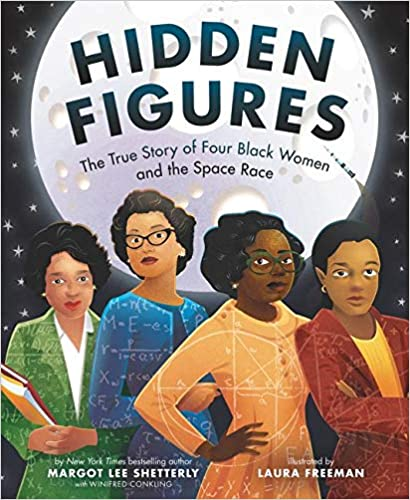 HIDDEN
FIGURES
The True Story of Four Black Women
and the Space Race
by New York Times bestselling author
MARGOT LEE SHETTERLY
with WINIFRED CONKLING
illustrated by
LAURA FREEMAN